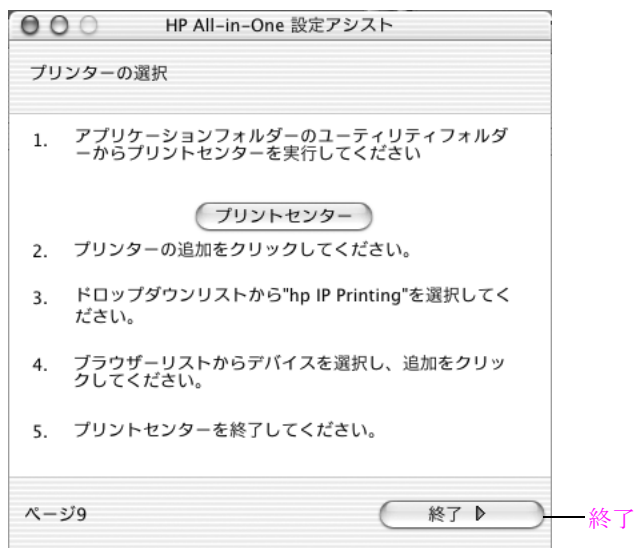 HP All-in-One 設定アシスト
プリンターの選択
1. アプリケーションフォルダーのユーティリティフォルダ
ーからプリントセンターを実行してください
プリントセンター
2. プリンターの追加をクリックしてください。
3. ドロップダウンリストから"hp IP Printing"を選択してく
ださい。
4. ブラウザーリストからデバイスを選択し、追加をクリッ
クしてください。
5. プリントセンターを終了してください。
ページ9
終了
終了